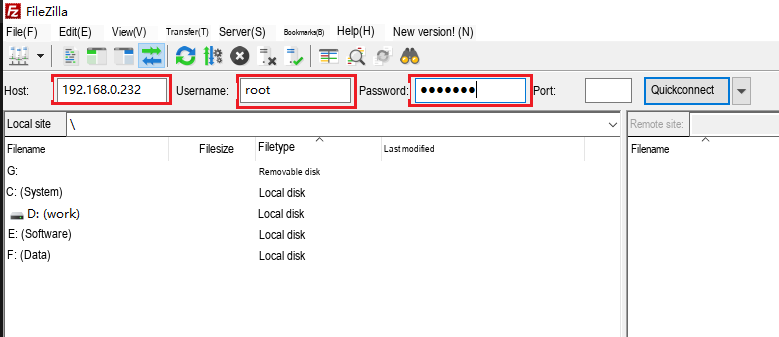 FileZilla
File(F) Edit(E) View(V) Transfer(T) Server(S) Bookmarks(B) Help(H) New version! (N)
Host: 192.168.0.232 Username: root Password: ●●●●●●● Port: Quickconnect
Local site \ Remote site:
Filename Filesize Filetype Last modified Filename
G: Removable disk
C: (System) Local disk
D: (work) Local disk
E: (Software) Local disk
F: (Data) Local disk